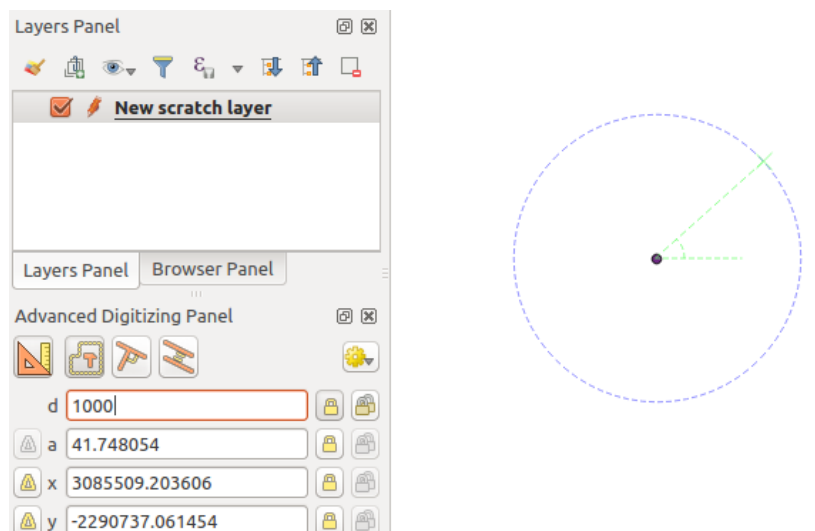 Layers Panel
New scratch layer
Layers Panel Browser Panel
Advanced Digitizing Panel
d 1000
a 41.748054
x 3085509.203606
y -2290737.061454